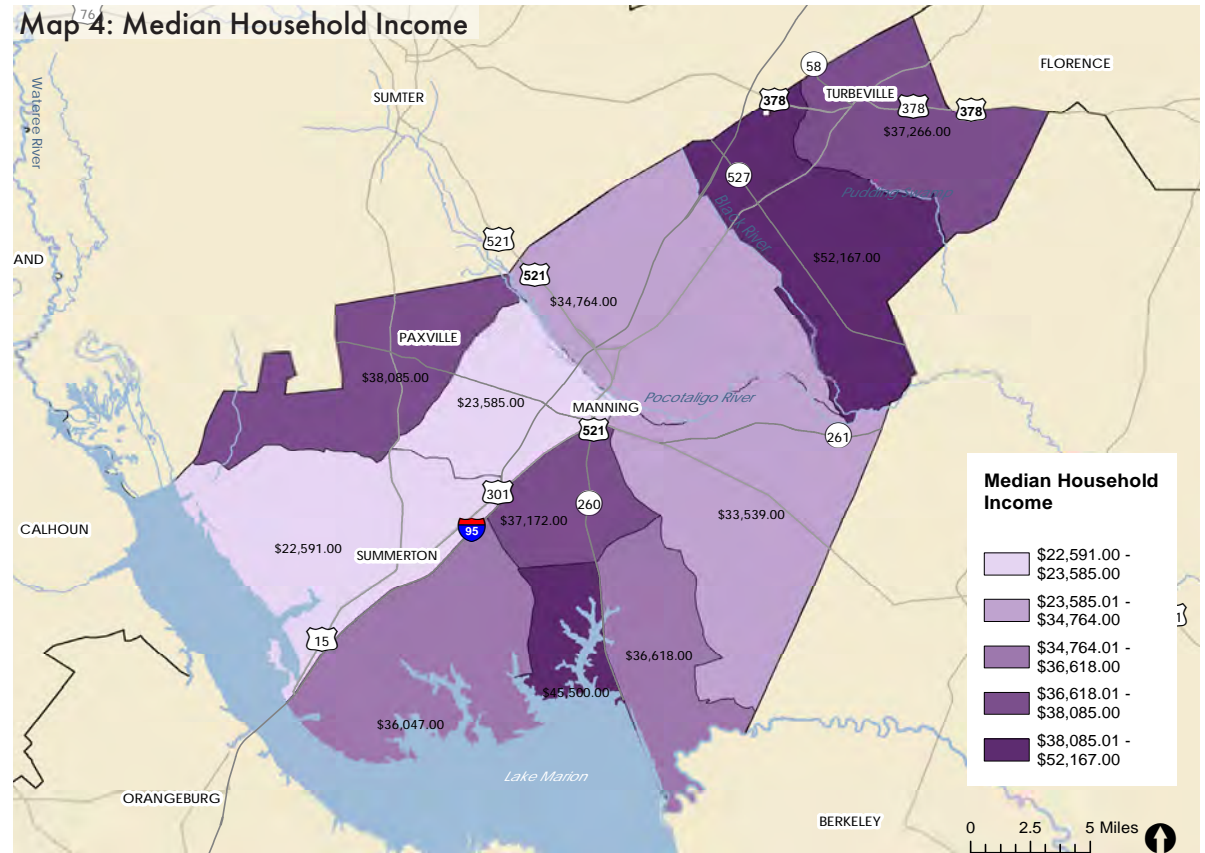 Map 4: Median Household Income
76
58
FLORENCE
Wateree River
SUMTER
378
TURBEVILLE
378
378
$37,266.00
527
Pudding Swamp
Black River
521
AND
521
$52,167.00
$34,764.00
PAXVILLE
$38,085.00
$23,585.00
MANNING
Pocotaligo River
521
261
301
260
$37,172.00
$33,539.00
95
CALHOUN
$22,591.00
SUMMERTON
15
$36,618.00
$45,500.00
$36,047.00
Lake Marion
ORANGEBURG
BERKELEY
Median Household
Income
$22,591.00 -
$23,585.00
$23,585.01 -
$34,764.00
$34,764.01 -
$36,618.00
$36,618.01 -
$38,085.00
$38,085.01 -
$52,167.00
0 2.5 5 Miles